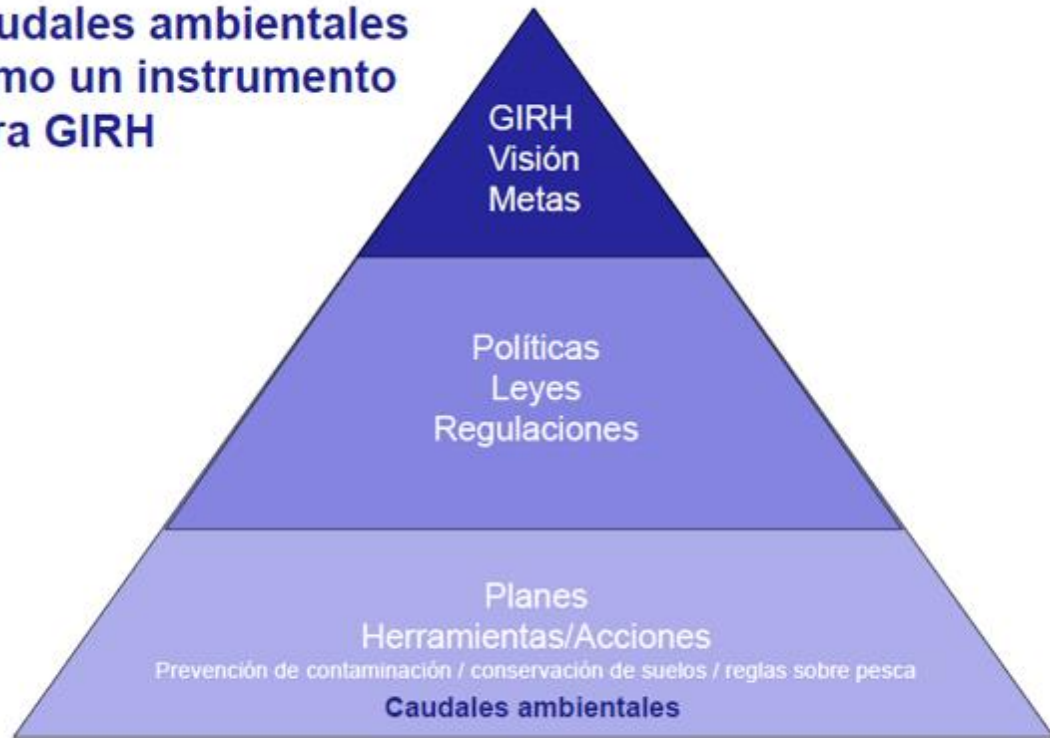 udales ambientales
mo un instrumento
ra GIRH
GIRH
Visión
Metas
Políticas
Leyes
Regulaciones
Planes
Herramientas/Acciones
Prevención de contaminación / conservación de suelos / reglas sobre pesca
Caudales ambientales